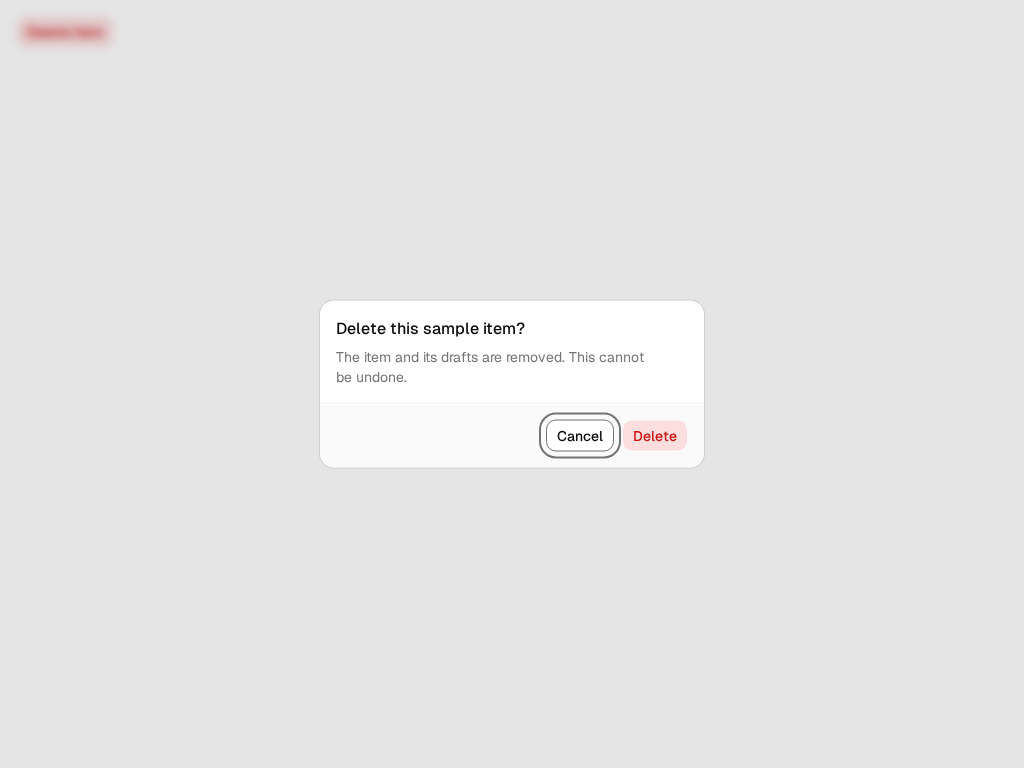 Delete this sample item?
The item and its drafts are removed. This cannot
be undone.
Cancel
Delete